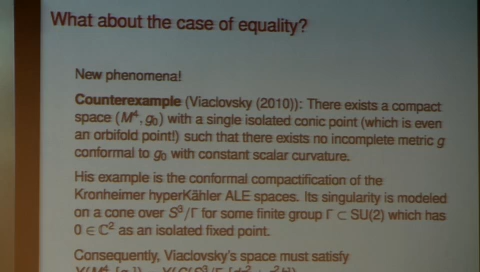 What about the case of equality?
New phenomena!
Counterexample (Viaclovsky (2010)): There exists a compact
space (M⁴, g₀) with a single isolated conic point (which is even
an orbifold point!) such that there exists no incomplete metric g
conformal to g₀ with constant scalar curvature.
His example is the conformal compactification of the
Kronheimer hyperKähler ALE spaces. Its singularity is modeled
on a cone over S³/Γ for some finite group Γ ⊂ SU(2) which has
0 ∈ ℂ² as an isolated fixed point.
Consequently, Viaclovsky's space must satisfy